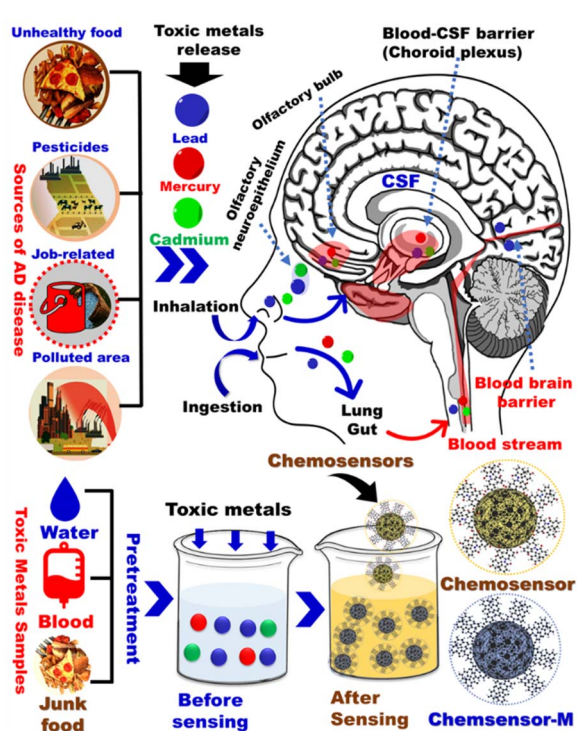 Unhealthy food
Pesticides
Job-related
Polluted area
Sources of AD disease
Toxic metals
release
Lead
Mercury
Cadmium
Blood-CSF barrier
(Choroid plexus)
Olfactory bulb
Olfactory
neuroepithelium
CSF
Inhalation
Ingestion
Lung
Gut
Blood brain
barrier
Blood stream
Toxic Metals Samples
Water
Blood
Junk
food
Pretreatment
Toxic metals
Before
sensing
Chemosensors
After
Sensing
Chemosensor
Chemsensor-M